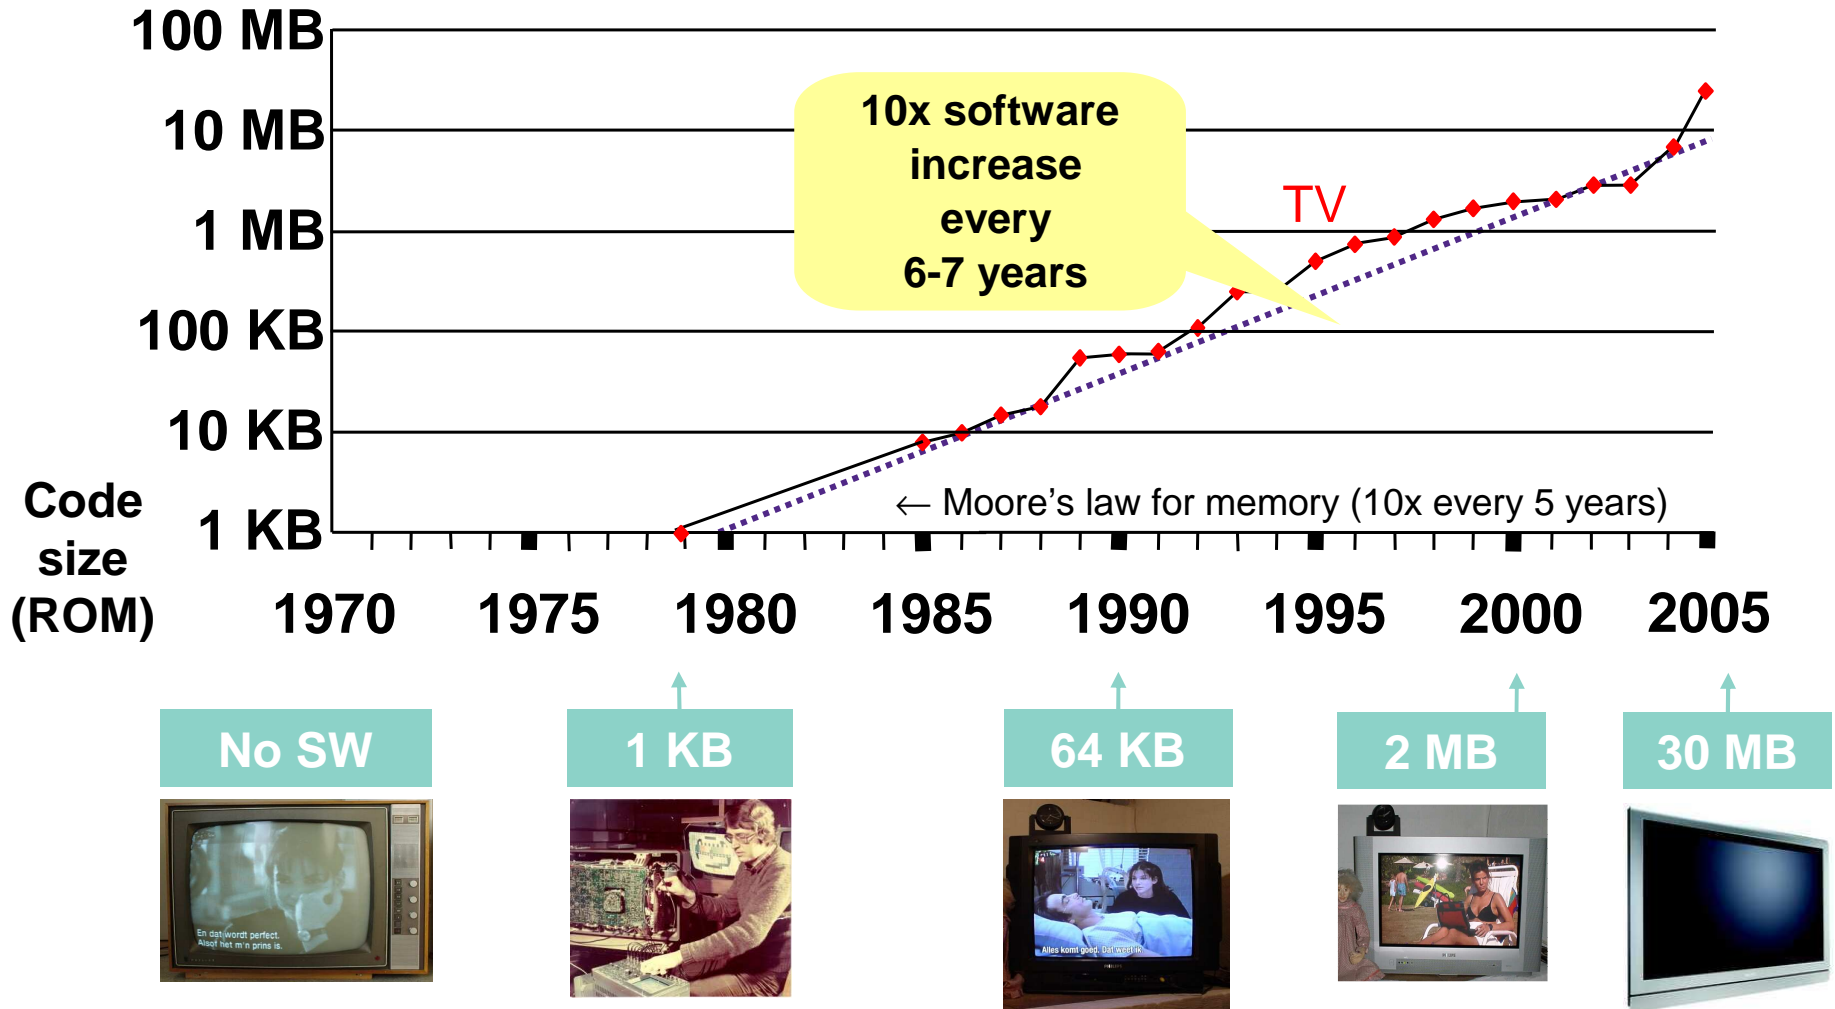 100 MB
10 MB
1 MB
100 KB
10 KB
1 KB
Code
size
(ROM)
10x software
increase
every
6-7 years
TV
← Moore's law for memory (10x every 5 years)
1970 1975 1980 1985 1990 1995 2000 2005
No SW
1 KB
64 KB
2 MB
30 MB
En dat wordt perfect.
Alsof het m'n prins is.
Alles komt goed. Dat weet ik
PHILIPS